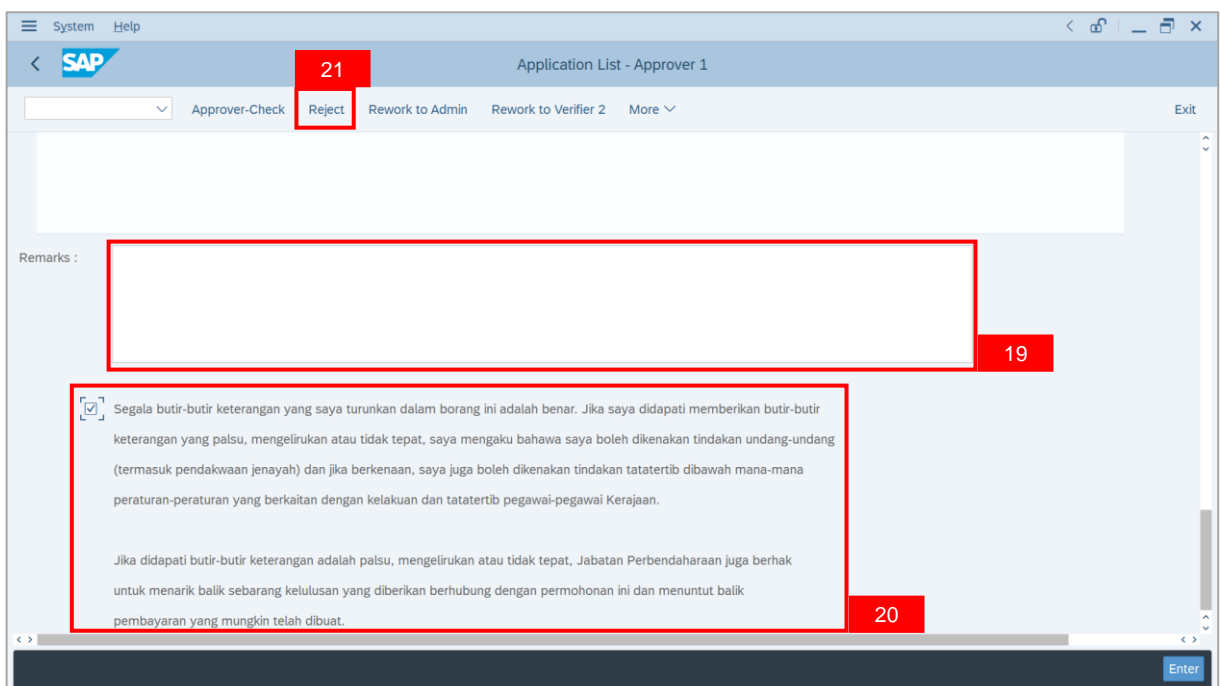 System Help
SAP
Application List - Approver 1
21
Approver-Check Reject Rework to Admin Rework to Verifier 2 More Exit
Remarks :
19
Segala butir-butir keterangan yang saya turunkan dalam borang ini adalah benar. Jika saya didapati memberikan butir-butir
keterangan yang palsu, mengelirukan atau tidak tepat, saya mengaku bahawa saya boleh dikenakan tindakan undang-undang
(termasuk pendakwaan jenayah) dan jika berkenaan, saya juga boleh dikenakan tindakan tatatertib dibawah mana-mana
peraturan-peraturan yang berkaitan dengan kelakuan dan tatatertib pegawai-pegawai Kerajaan.
Jika didapati butir-butir keterangan adalah palsu, mengelirukan atau tidak tepat, Jabatan Perbendaharaan juga berhak
untuk menarik balik sebarang kelulusan yang diberikan berhubung dengan permohonan ini dan menuntut balik
pembayaran yang mungkin telah dibuat.
20
Enter